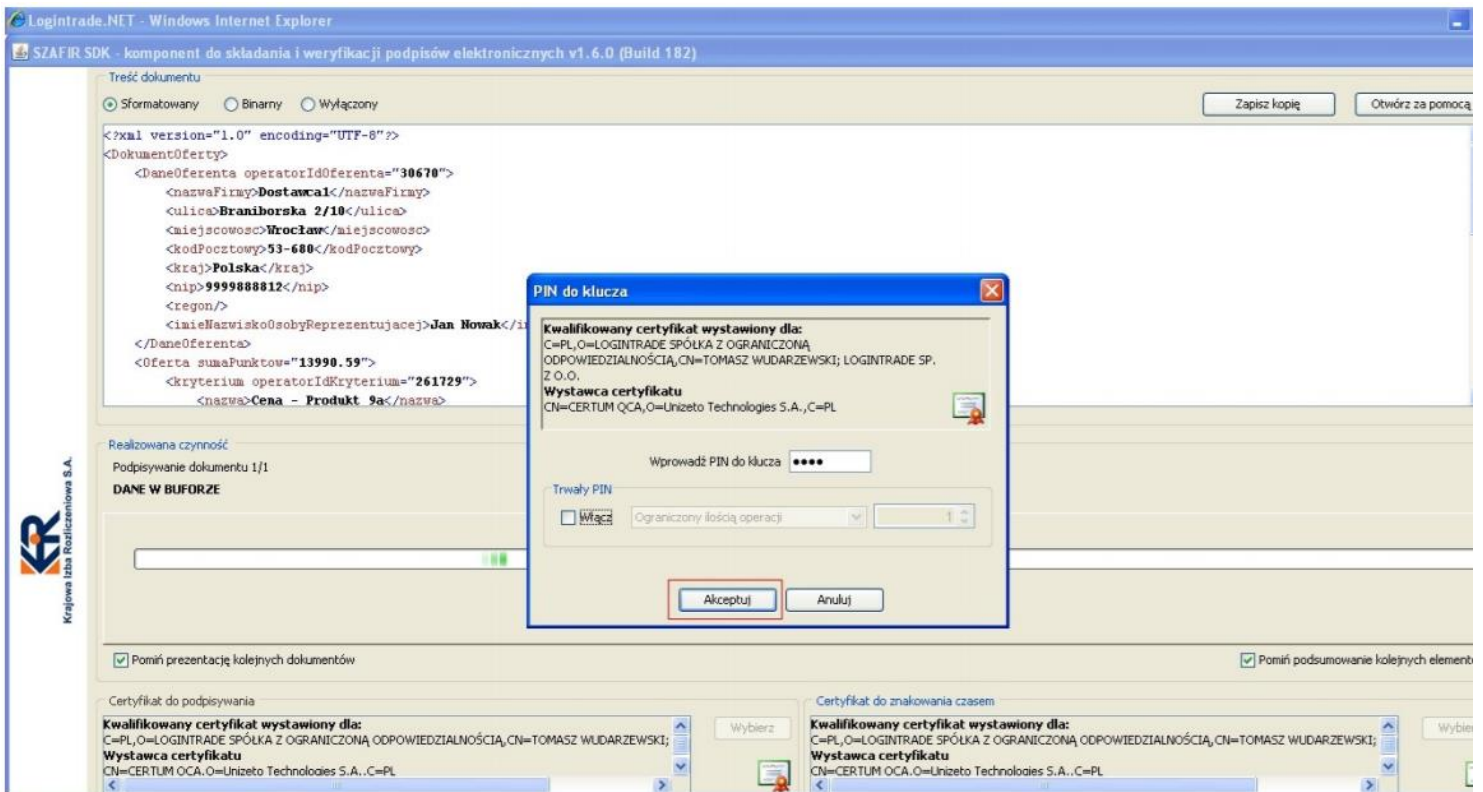 Logintrade.NET - Windows Internet Explorer
SZAFIR SDK - komponent do składania i weryfikacji podpisów elektronicznych v1.6.0 (Build 182)
Treść dokumentu
Sformatowany Binarny Wyłączony Zapisz kopię Otwórz za pomocą
<?xml version="1.0" encoding="UTF-8"?>
<DokumentOferty>
<DaneOferenta operatorIdOferenta="30670">
<nazwaFirmy>Dostawca1</nazwaFirmy>
<ulica>Braniborska 2/10</ulica>
<miejscowosc>Wrocław</miejscowosc>
<kodPocztowy>53-680</kodPocztowy>
<kraj>Polska</kraj>
<nip>9999888812</nip>
<regon/>
<imieNazwiskoOsobyReprezentujacej>Jan Nowak</i
</DaneOferenta>
<Oferta sumaPunktow="13990.59">
<kryterium operatorIdKryterium="261729">
<nazwa>Cena - Produkt 9a</nazwa>
PIN do klucza
Kwalifikowany certyfikat wystawiony dla:
C=PL,O=LOGINTRADE SPÓŁKA Z OGRANICZONĄ
ODPOWIEDZIALNOŚCIĄ,CN=TOMASZ WUDARZEWSKI; LOGINTRADE SP.
Z O.O.
Wystawca certyfikatu
CN=CERTUM QCA,O=Unizeto Technologies S.A.,C=PL
Wprowadź PIN do klucza ●●●●
Trwały PIN
Włącz Ograniczony ilością operacji 1
Akceptuj Anuluj
Realizowana czynność
Podpisywanie dokumentu 1/1
DANE W BUFORZE
Krajowa Izba Rozliczeniowa S.A.
Pomiń prezentację kolejnych dokumentów Pomiń podsumowanie kolejnych element
Certyfikat do podpisywania
Kwalifikowany certyfikat wystawiony dla:
C=PL,O=LOGINTRADE SPÓŁKA Z OGRANICZONĄ ODPOWIEDZIALNOŚCIĄ,CN=TOMASZ WUDARZEWSKI;
Wystawca certyfikatu
CN=CERTUM QCA,O=Unizeto Technologies S.A.,C=PL
Wybierz
Certyfikat do znakowania czasem
Kwalifikowany certyfikat wystawiony dla:
C=PL,O=LOGINTRADE SPÓŁKA Z OGRANICZONĄ ODPOWIEDZIALNOŚCIĄ,CN=TOMASZ WUDARZEWSKI;
Wystawca certyfikatu
CN=CERTUM QCA,O=Unizeto Technologies S.A.,C=PL
Wybie